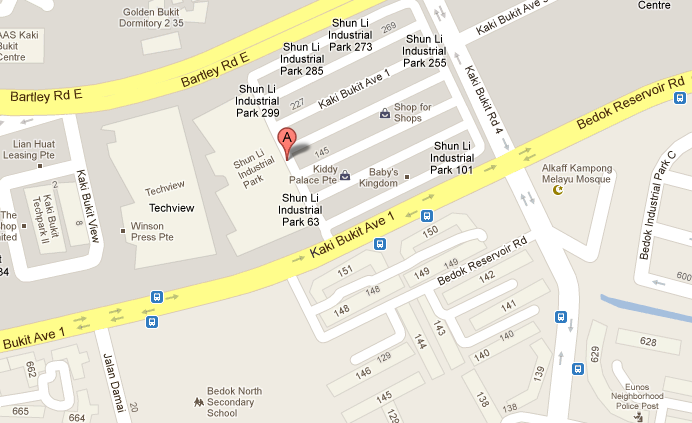 Golden Bukit
Dormitory 2 35
AAS Kaki
Bukit
Centre
Shun Li
Industrial
Park 273
269
Shun Li
Industrial
Park 285
Shun Li
Industrial
Park 255
Kaki Bukit Ave
Centre
Bartley Rd E
Bartley Rd E
Shun Li
Industrial
Park 299
227
Kaki Bukit Ave 1
Kaki Bukit Rd 4
Bedok Reservoir Rd
Shop for
Shops
A
145
Lian Huat
Leasing Pte
Shun Li
Industrial
Park
Kiddy
Palace Pte
Baby's
Kingdom
Shun Li
Industrial
Park 101
Alkaff Kampong
Melayu Mosque
Bedok Industrial Park C
Techview
Techview
Kaki Bukit View
Kaki Bukit
Techpark II
8
The
Shop
Winson
Press Pte
Shun Li
Industrial
Park 63
Kaki Bukit Ave 1
150
151
149
149
Bedok Reservoir Rd
142
141
148
148
144
143
140
140
139
138
146
129
145
600
628
629
631
Bukit Ave 1
Jalan Damai
20
662
665
664
Bedok North
Secondary
School
Eunos
Neighborhood
Police Post